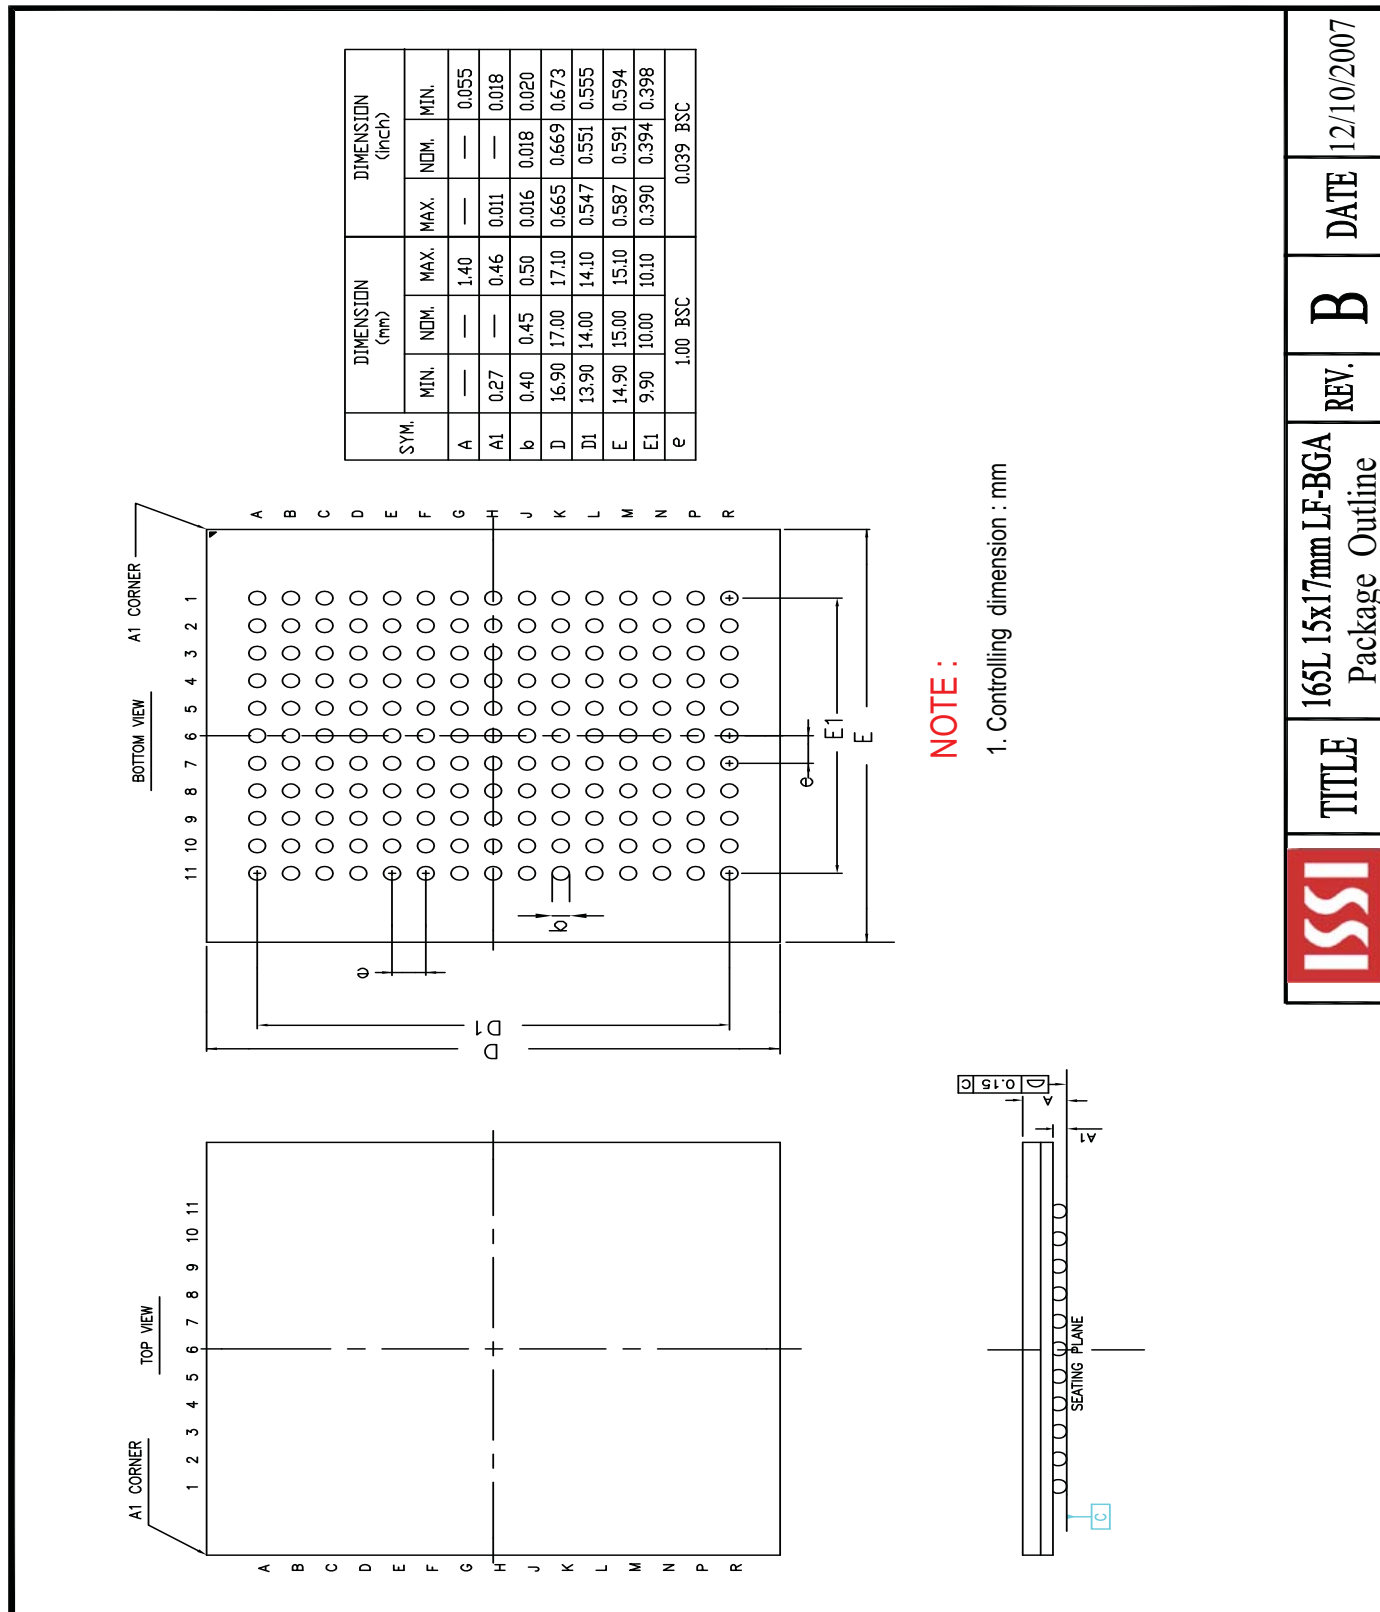 A1 CORNER
TOP VIEW
1 2 3 4 5 6 7 8 9 10 11
A
B
C
D
E
F
G
H
J
K
L
M
N
P
R
BOTTOM VIEW
A1 CORNER
11 10 9 8 7 6 5 4 3 2 1
A
B
C
D
E
F
G
H
J
K
L
M
N
P
R
e
D1
D
b
e
E1
E
SYM. DIMENSION (mm) DIMENSION (inch)
MIN. NOM. MAX. MAX. NOM. MIN.
A — — 1.40 — — 0.055
A1 0.27 — 0.46 0.011 — 0.018
b 0.40 0.45 0.50 0.016 0.018 0.020
D 16.90 17.00 17.10 0.665 0.669 0.673
D1 13.90 14.00 14.10 0.547 0.551 0.555
E 14.90 15.00 15.10 0.587 0.591 0.594
E1 9.90 10.00 10.10 0.390 0.394 0.398
e 1.00 BSC 0.039 BSC
NOTE :
1. Controlling dimension : mm
C 0.15 D
A
A1
SEATING PLANE
C
ISSI
TITLE
165L 15x17mm LF-BGA
Package Outline
REV.
B
DATE
12/10/2007